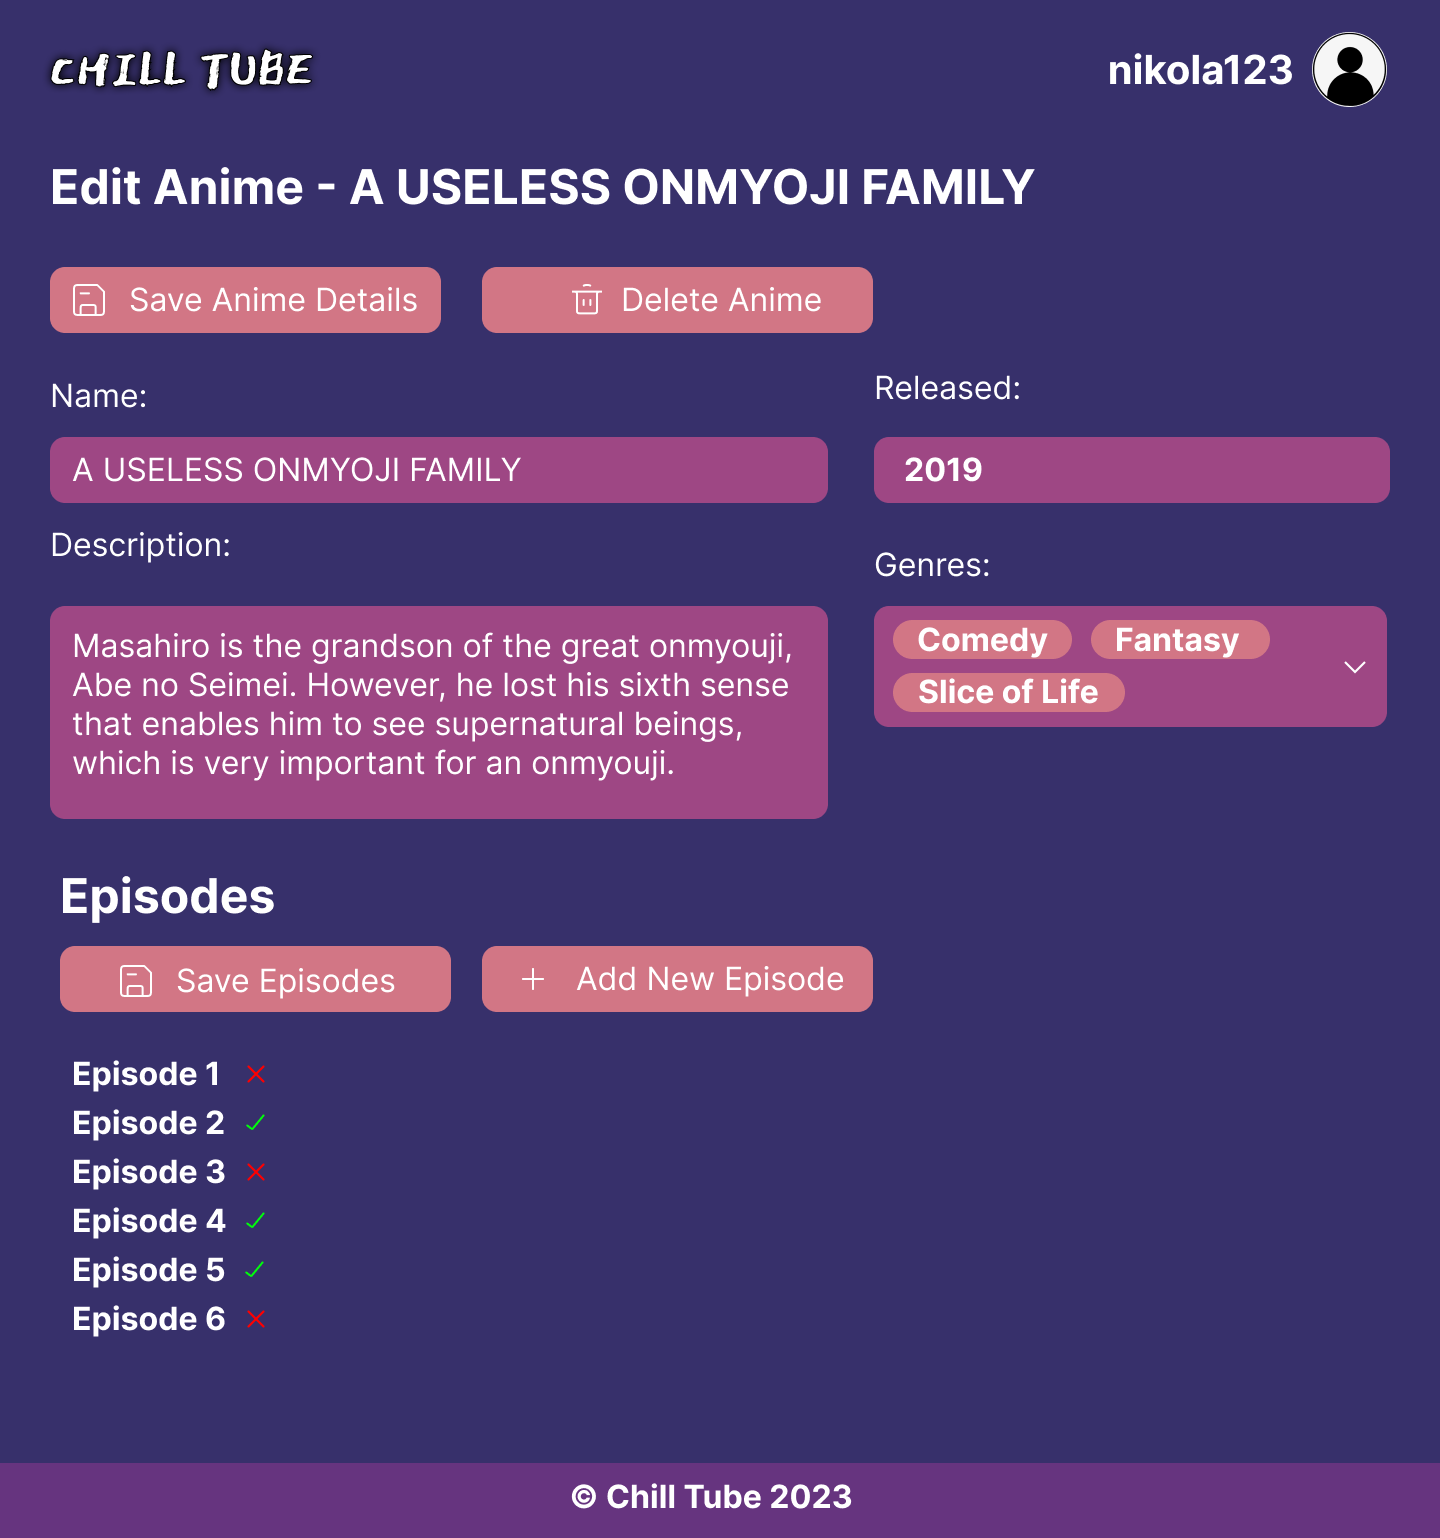 CHILL TUBE
nikola123
Edit Anime - A USELESS ONMYOJI FAMILY
Save Anime Details
Delete Anime
Name:
Released:
A USELESS ONMYOJI FAMILY
2019
Description:
Genres:
Masahiro is the grandson of the great onmyouji,
Abe no Seimei. However, he lost his sixth sense
that enables him to see supernatural beings,
which is very important for an onmyouji.
Comedy
Fantasy
Slice of Life
Episodes
Save Episodes
Add New Episode
Episode 1
Episode 2
Episode 3
Episode 4
Episode 5
Episode 6
© Chill Tube 2023